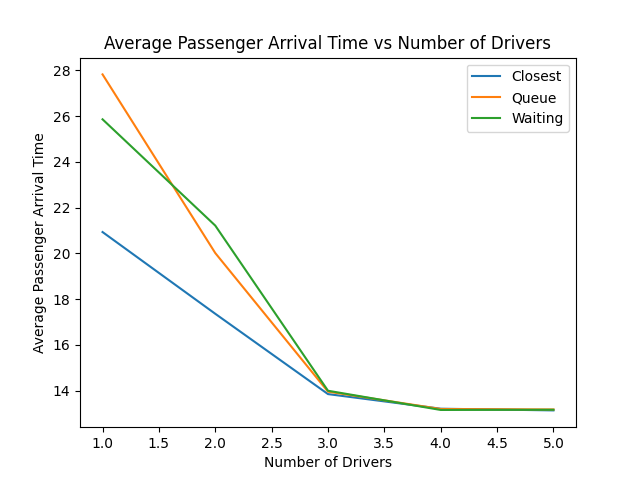 Average Passenger Arrival Time vs Number of Drivers
Closest
Queue
Waiting
Average Passenger Arrival Time
28
26
24
22
20
18
16
14
1.0 1.5 2.0 2.5 3.0 3.5 4.0 4.5 5.0
Number of Drivers